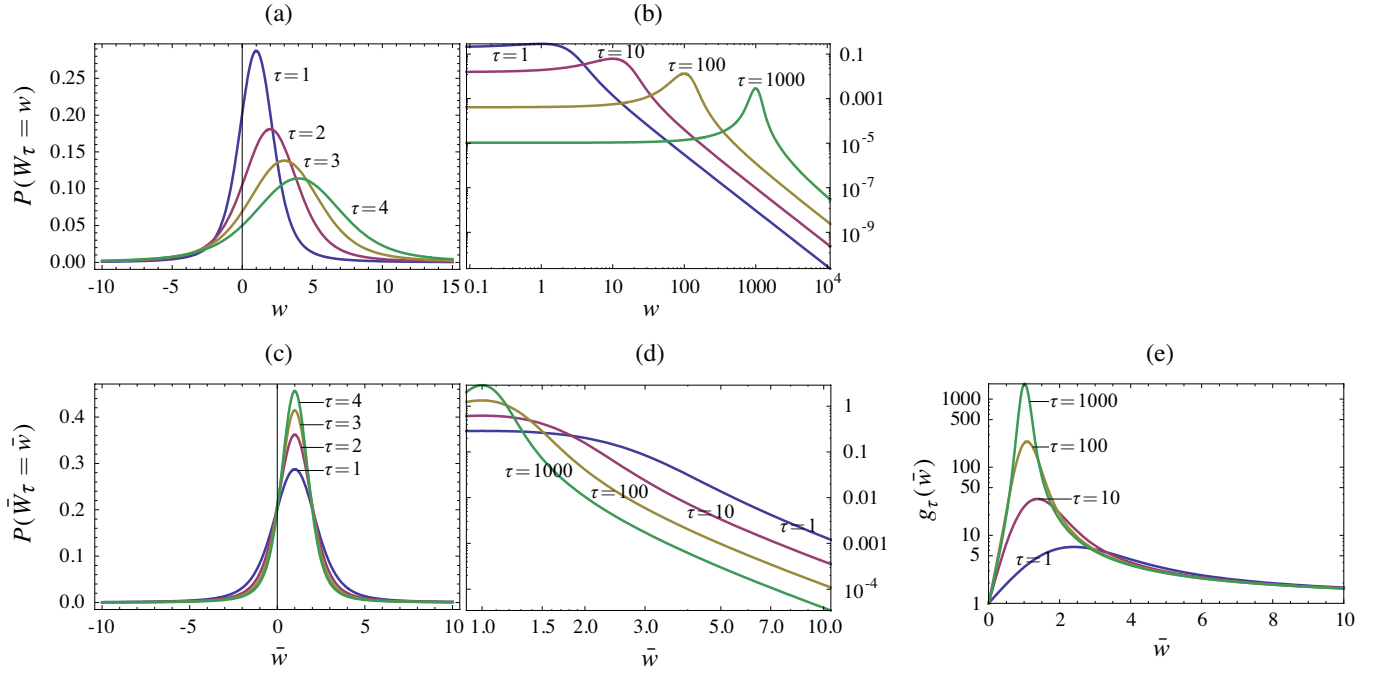 (a)
(b)
P(W_τ = w)
0.25
0.20
0.15
0.10
0.05
0.00
τ=1
τ=2
τ=3
τ=4
-10 -5 0 5 10 15
w
τ=1
τ=10
τ=100
τ=1000
0.1
0.001
10^-5
10^-7
10^-9
0.1 1 10 100 1000 10^4
w
(c)
(d)
(e)
P(W̄_τ = w̄)
0.4
0.3
0.2
0.1
0.0
τ=4
τ=3
τ=2
τ=1
-10 -5 0 5 10
w̄
τ=1000
τ=100
τ=10
τ=1
1
0.1
0.01
0.001
10^-4
1.0 1.5 2.0 3.0 5.0 7.0 10.0
w̄
g_τ(w̄)
1000
500
100
50
10
5
1
τ=1000
τ=100
τ=10
τ=1
0 2 4 6 8 10
w̄